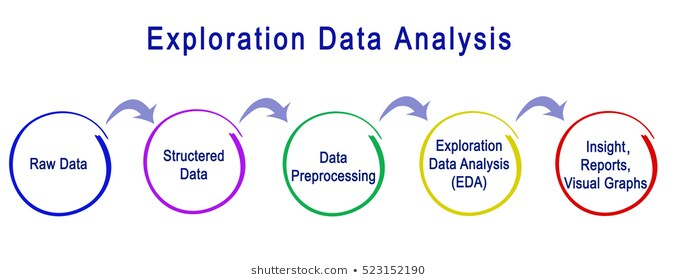 Exploration Data Analysis
Raw Data
Structered
Data
Data
Preprocessing
Exploration
Data Analysis
(EDA)
Insight,
Reports,
Visual Graphs
shutterstock.com • 523152190